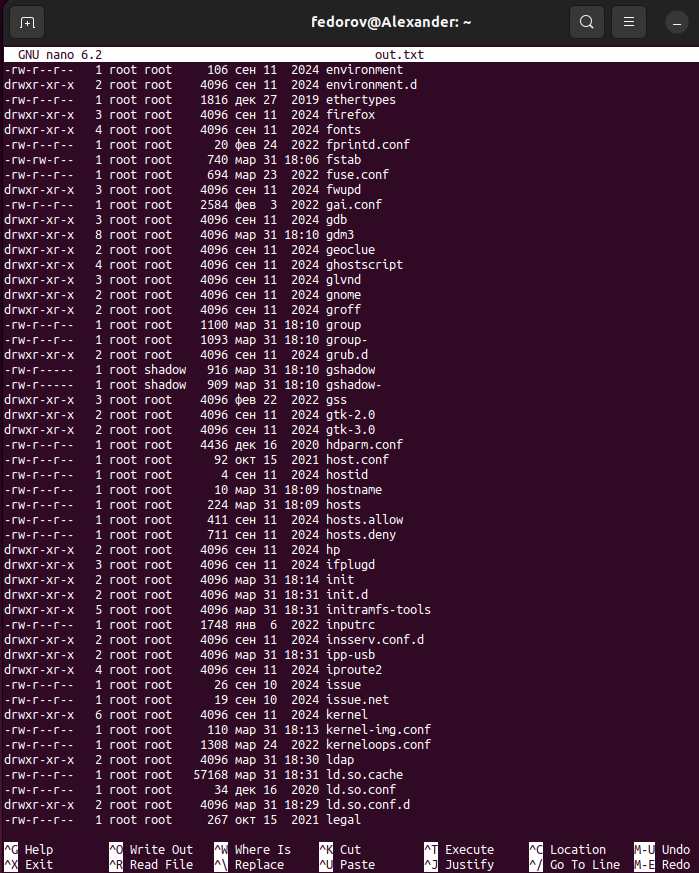 fedorov@Alexander: ~
GNU nano 6.2 out.txt
-rw-r--r-- 1 root root 106 сен 11 2024 environment
drwxr-xr-x 2 root root 4096 сен 11 2024 environment.d
-rw-r--r-- 1 root root 1816 дек 27 2019 ethertypes
drwxr-xr-x 3 root root 4096 сен 11 2024 firefox
drwxr-xr-x 4 root root 4096 сен 11 2024 fonts
-rw-r--r-- 1 root root 20 фев 24 2022 fprintd.conf
-rw-rw-r-- 1 root root 740 мар 31 18:06 fstab
-rw-r--r-- 1 root root 694 мар 23 2022 fuse.conf
drwxr-xr-x 3 root root 4096 сен 11 2024 fwupd
-rw-r--r-- 1 root root 2584 фев 3 2022 gai.conf
drwxr-xr-x 3 root root 4096 сен 11 2024 gdb
drwxr-xr-x 8 root root 4096 мар 31 18:10 gdm3
drwxr-xr-x 2 root root 4096 сен 11 2024 geoclue
drwxr-xr-x 4 root root 4096 сен 11 2024 ghostscript
drwxr-xr-x 3 root root 4096 сен 11 2024 glvnd
drwxr-xr-x 2 root root 4096 сен 11 2024 gnome
drwxr-xr-x 2 root root 4096 сен 11 2024 groff
-rw-r--r-- 1 root root 1100 мар 31 18:10 group
-rw-r--r-- 1 root root 1093 мар 31 18:10 group-
drwxr-xr-x 2 root root 4096 сен 11 2024 grub.d
-rw-r----- 1 root shadow 916 мар 31 18:10 gshadow
-rw-r----- 1 root shadow 909 мар 31 18:10 gshadow-
drwxr-xr-x 3 root root 4096 фев 22 2022 gss
drwxr-xr-x 2 root root 4096 сен 11 2024 gtk-2.0
drwxr-xr-x 2 root root 4096 сен 11 2024 gtk-3.0
-rw-r--r-- 1 root root 4436 дек 16 2020 hdparm.conf
-rw-r--r-- 1 root root 92 окт 15 2021 host.conf
-rw-r--r-- 1 root root 4 сен 11 2024 hostid
-rw-r--r-- 1 root root 10 мар 31 18:09 hostname
-rw-r--r-- 1 root root 224 мар 31 18:09 hosts
-rw-r--r-- 1 root root 411 сен 11 2024 hosts.allow
-rw-r--r-- 1 root root 711 сен 11 2024 hosts.deny
drwxr-xr-x 2 root root 4096 сен 11 2024 hp
drwxr-xr-x 3 root root 4096 сен 11 2024 ifplugd
drwxr-xr-x 2 root root 4096 мар 31 18:14 init
drwxr-xr-x 2 root root 4096 мар 31 18:31 init.d
drwxr-xr-x 5 root root 4096 мар 31 18:31 initramfs-tools
-rw-r--r-- 1 root root 1748 янв 6 2022 inputrc
drwxr-xr-x 2 root root 4096 сен 11 2024 insserv.conf.d
drwxr-xr-x 2 root root 4096 мар 31 18:31 ipp-usb
drwxr-xr-x 4 root root 4096 сен 11 2024 iproute2
-rw-r--r-- 1 root root 26 сен 10 2024 issue
-rw-r--r-- 1 root root 19 сен 10 2024 issue.net
drwxr-xr-x 6 root root 4096 сен 11 2024 kernel
-rw-r--r-- 1 root root 110 мар 31 18:13 kernel-img.conf
-rw-r--r-- 1 root root 1308 мар 24 2022 kerneloops.conf
drwxr-xr-x 2 root root 4096 мар 31 18:30 ldap
-rw-r--r-- 1 root root 57168 мар 31 18:31 ld.so.cache
-rw-r--r-- 1 root root 34 дек 16 2020 ld.so.conf
drwxr-xr-x 2 root root 4096 мар 31 18:29 ld.so.conf.d
-rw-r--r-- 1 root root 267 окт 15 2021 legal
^G Help ^O Write Out ^W Where Is ^K Cut ^T Execute ^C Location M-U Undo
^X Exit ^R Read File ^\ Replace ^U Paste ^J Justify ^/ Go To Line M-E Redo